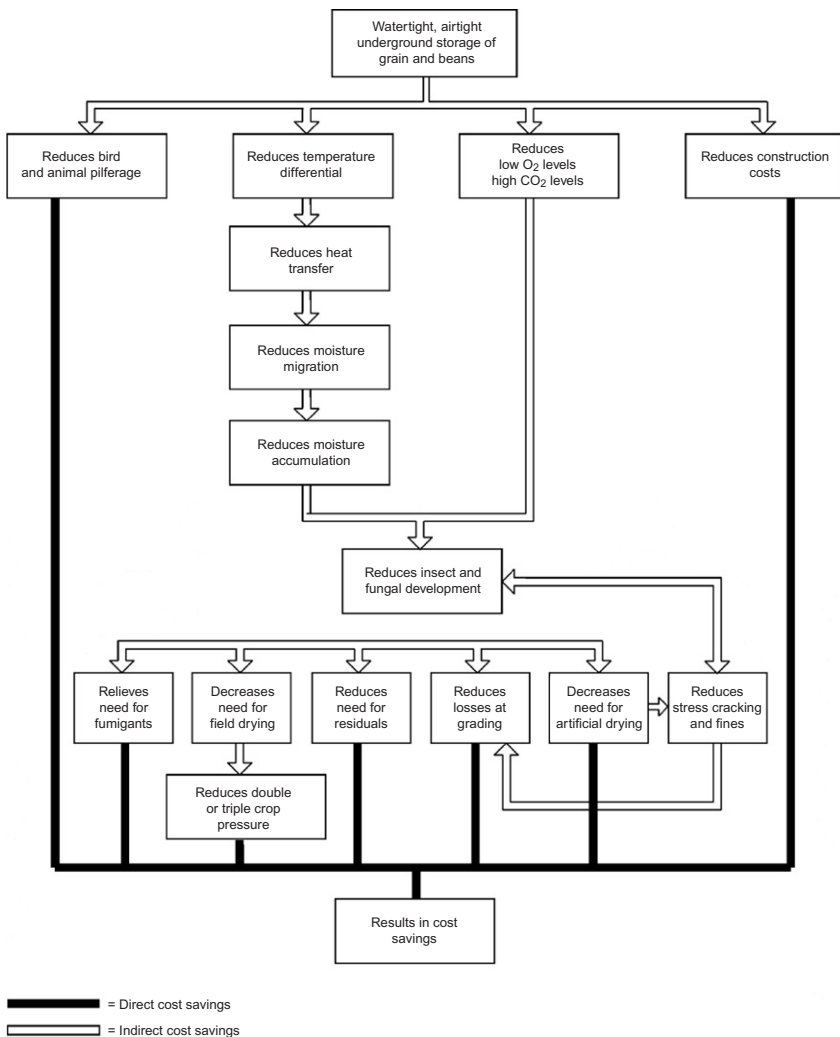 Watertight, airtight
underground storage of
grain and beans
Reduces bird
and animal pilferage
Reduces temperature
differential
Reduces
low O₂ levels
high CO₂ levels
Reduces construction
costs
Reduces heat
transfer
Reduces moisture
migration
Reduces moisture
accumulation
Reduces insect and
fungal development
Relieves
need for
fumigants
Decreases
need for
field drying
Reduces
need for
residuals
Reduces
losses at
grading
Decreases
need for
artificial drying
Reduces
stress cracking
and fines
Reduces double
or triple crop
pressure
Results in cost
savings
= Direct cost savings
= Indirect cost savings